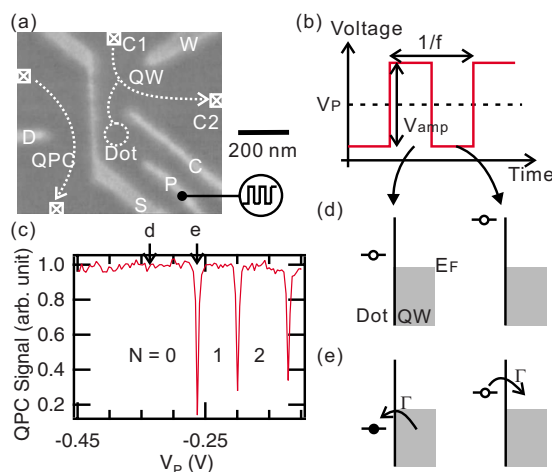 (a)
C1
W
QW
C2
D
Dot
QPC
C
P
S
200 nm
(b)
Voltage
1/f
VP
Vamp
Time
(c)
d
e
QPC Signal (arb. unit)
1.0
0.8
0.6
0.4
0.2
N = 0
1
2
-0.45
-0.25
VP (V)
(d)
EF
Dot
QW
(e)
Γ
Γ